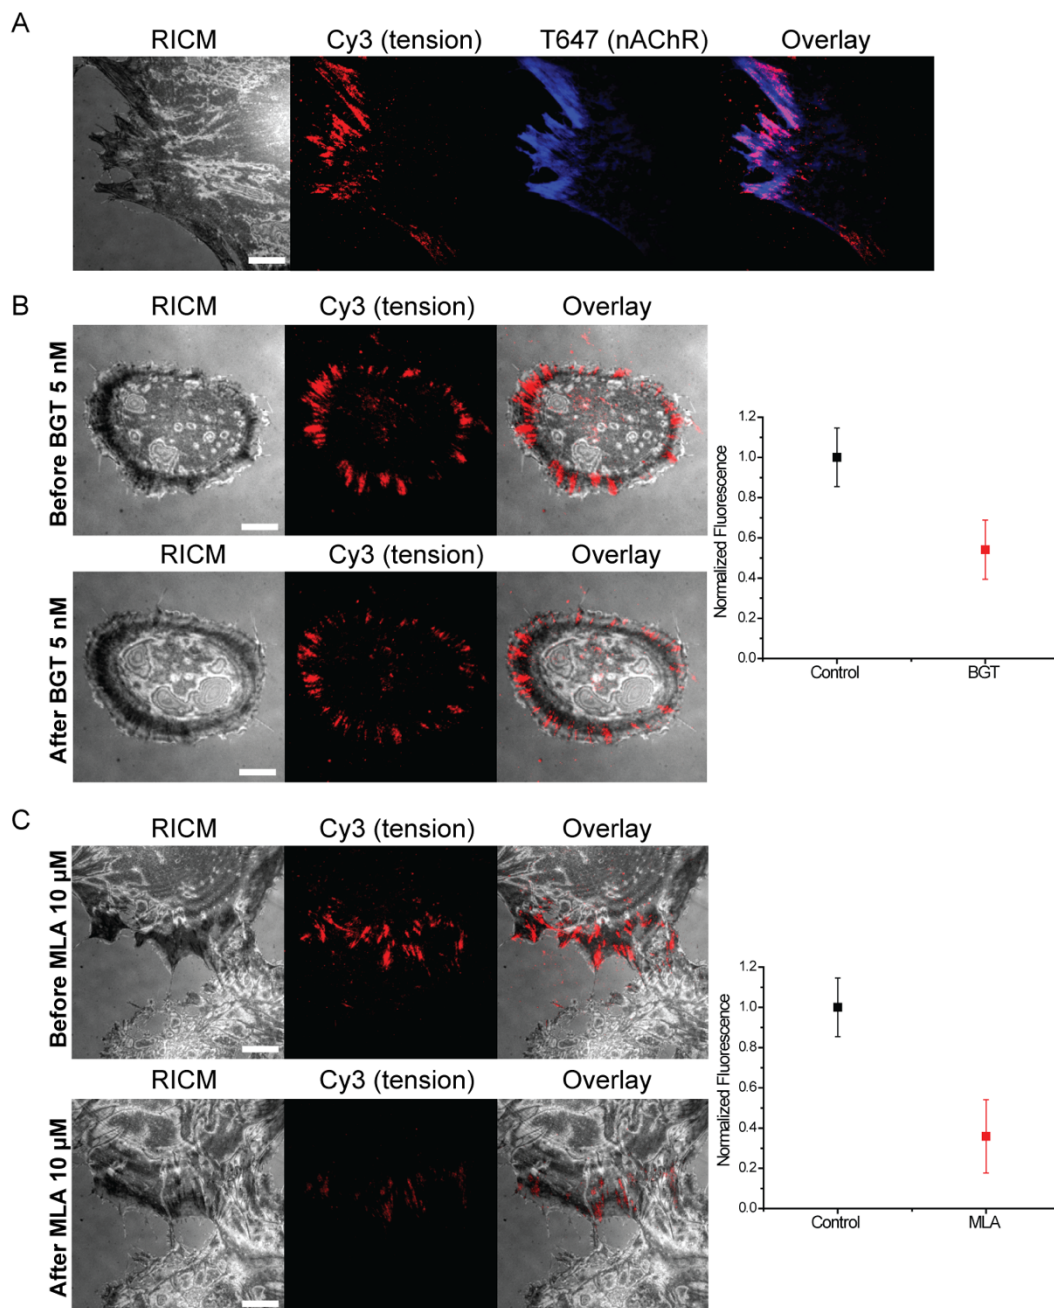 A
RICM Cy3 (tension) T647 (nAChR) Overlay
B
RICM Cy3 (tension) Overlay
Before BGT 5 nM
RICM Cy3 (tension) Overlay
After BGT 5 nM
Normalized Fluorescence
1.2
1.0
0.8
0.6
0.4
0.2
0.0
Control BGT
C
RICM Cy3 (tension) Overlay
Before MLA 10 µM
RICM Cy3 (tension) Overlay
After MLA 10 µM
Normalized Fluorescence
1.2
1.0
0.8
0.6
0.4
0.2
0.0
Control MLA